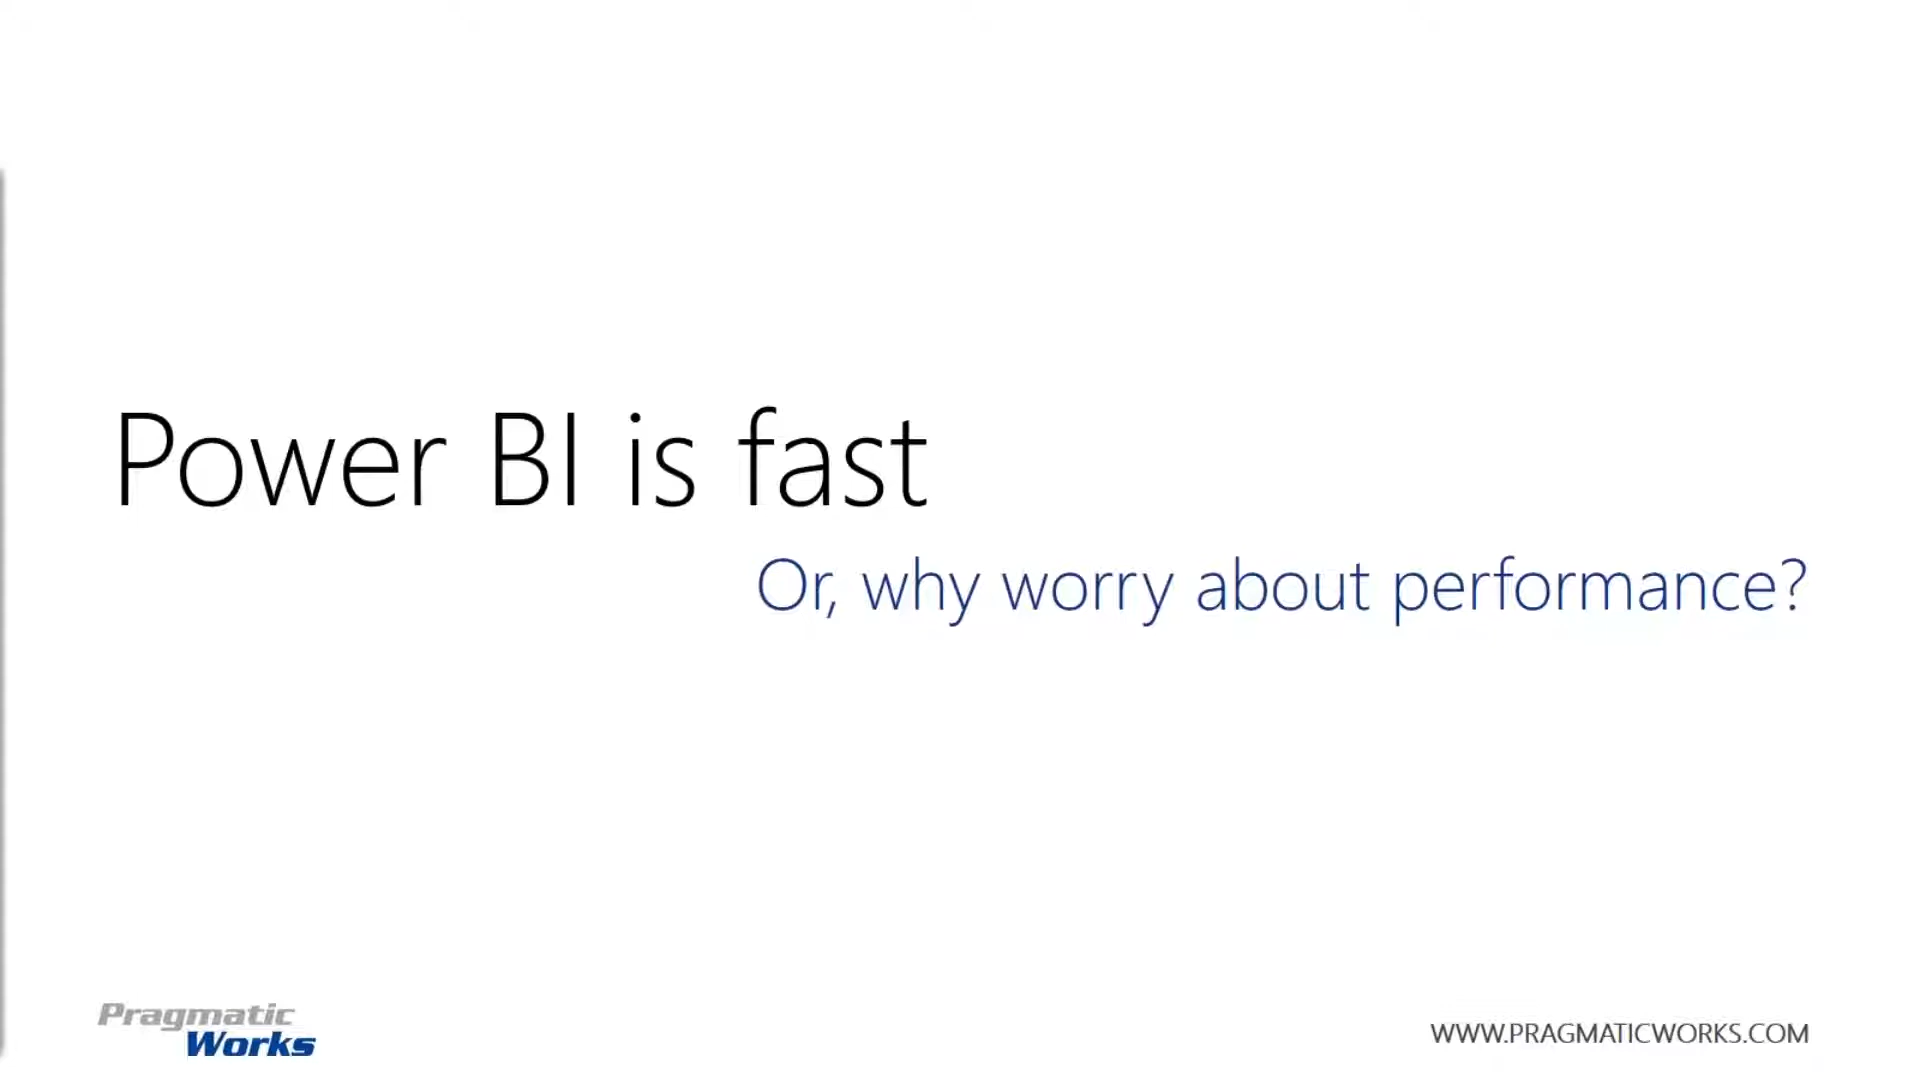 Power BI is fast
Or, why worry about performance?
Pragmatic
Works
WWW.PRAGMATICWORKS.COM